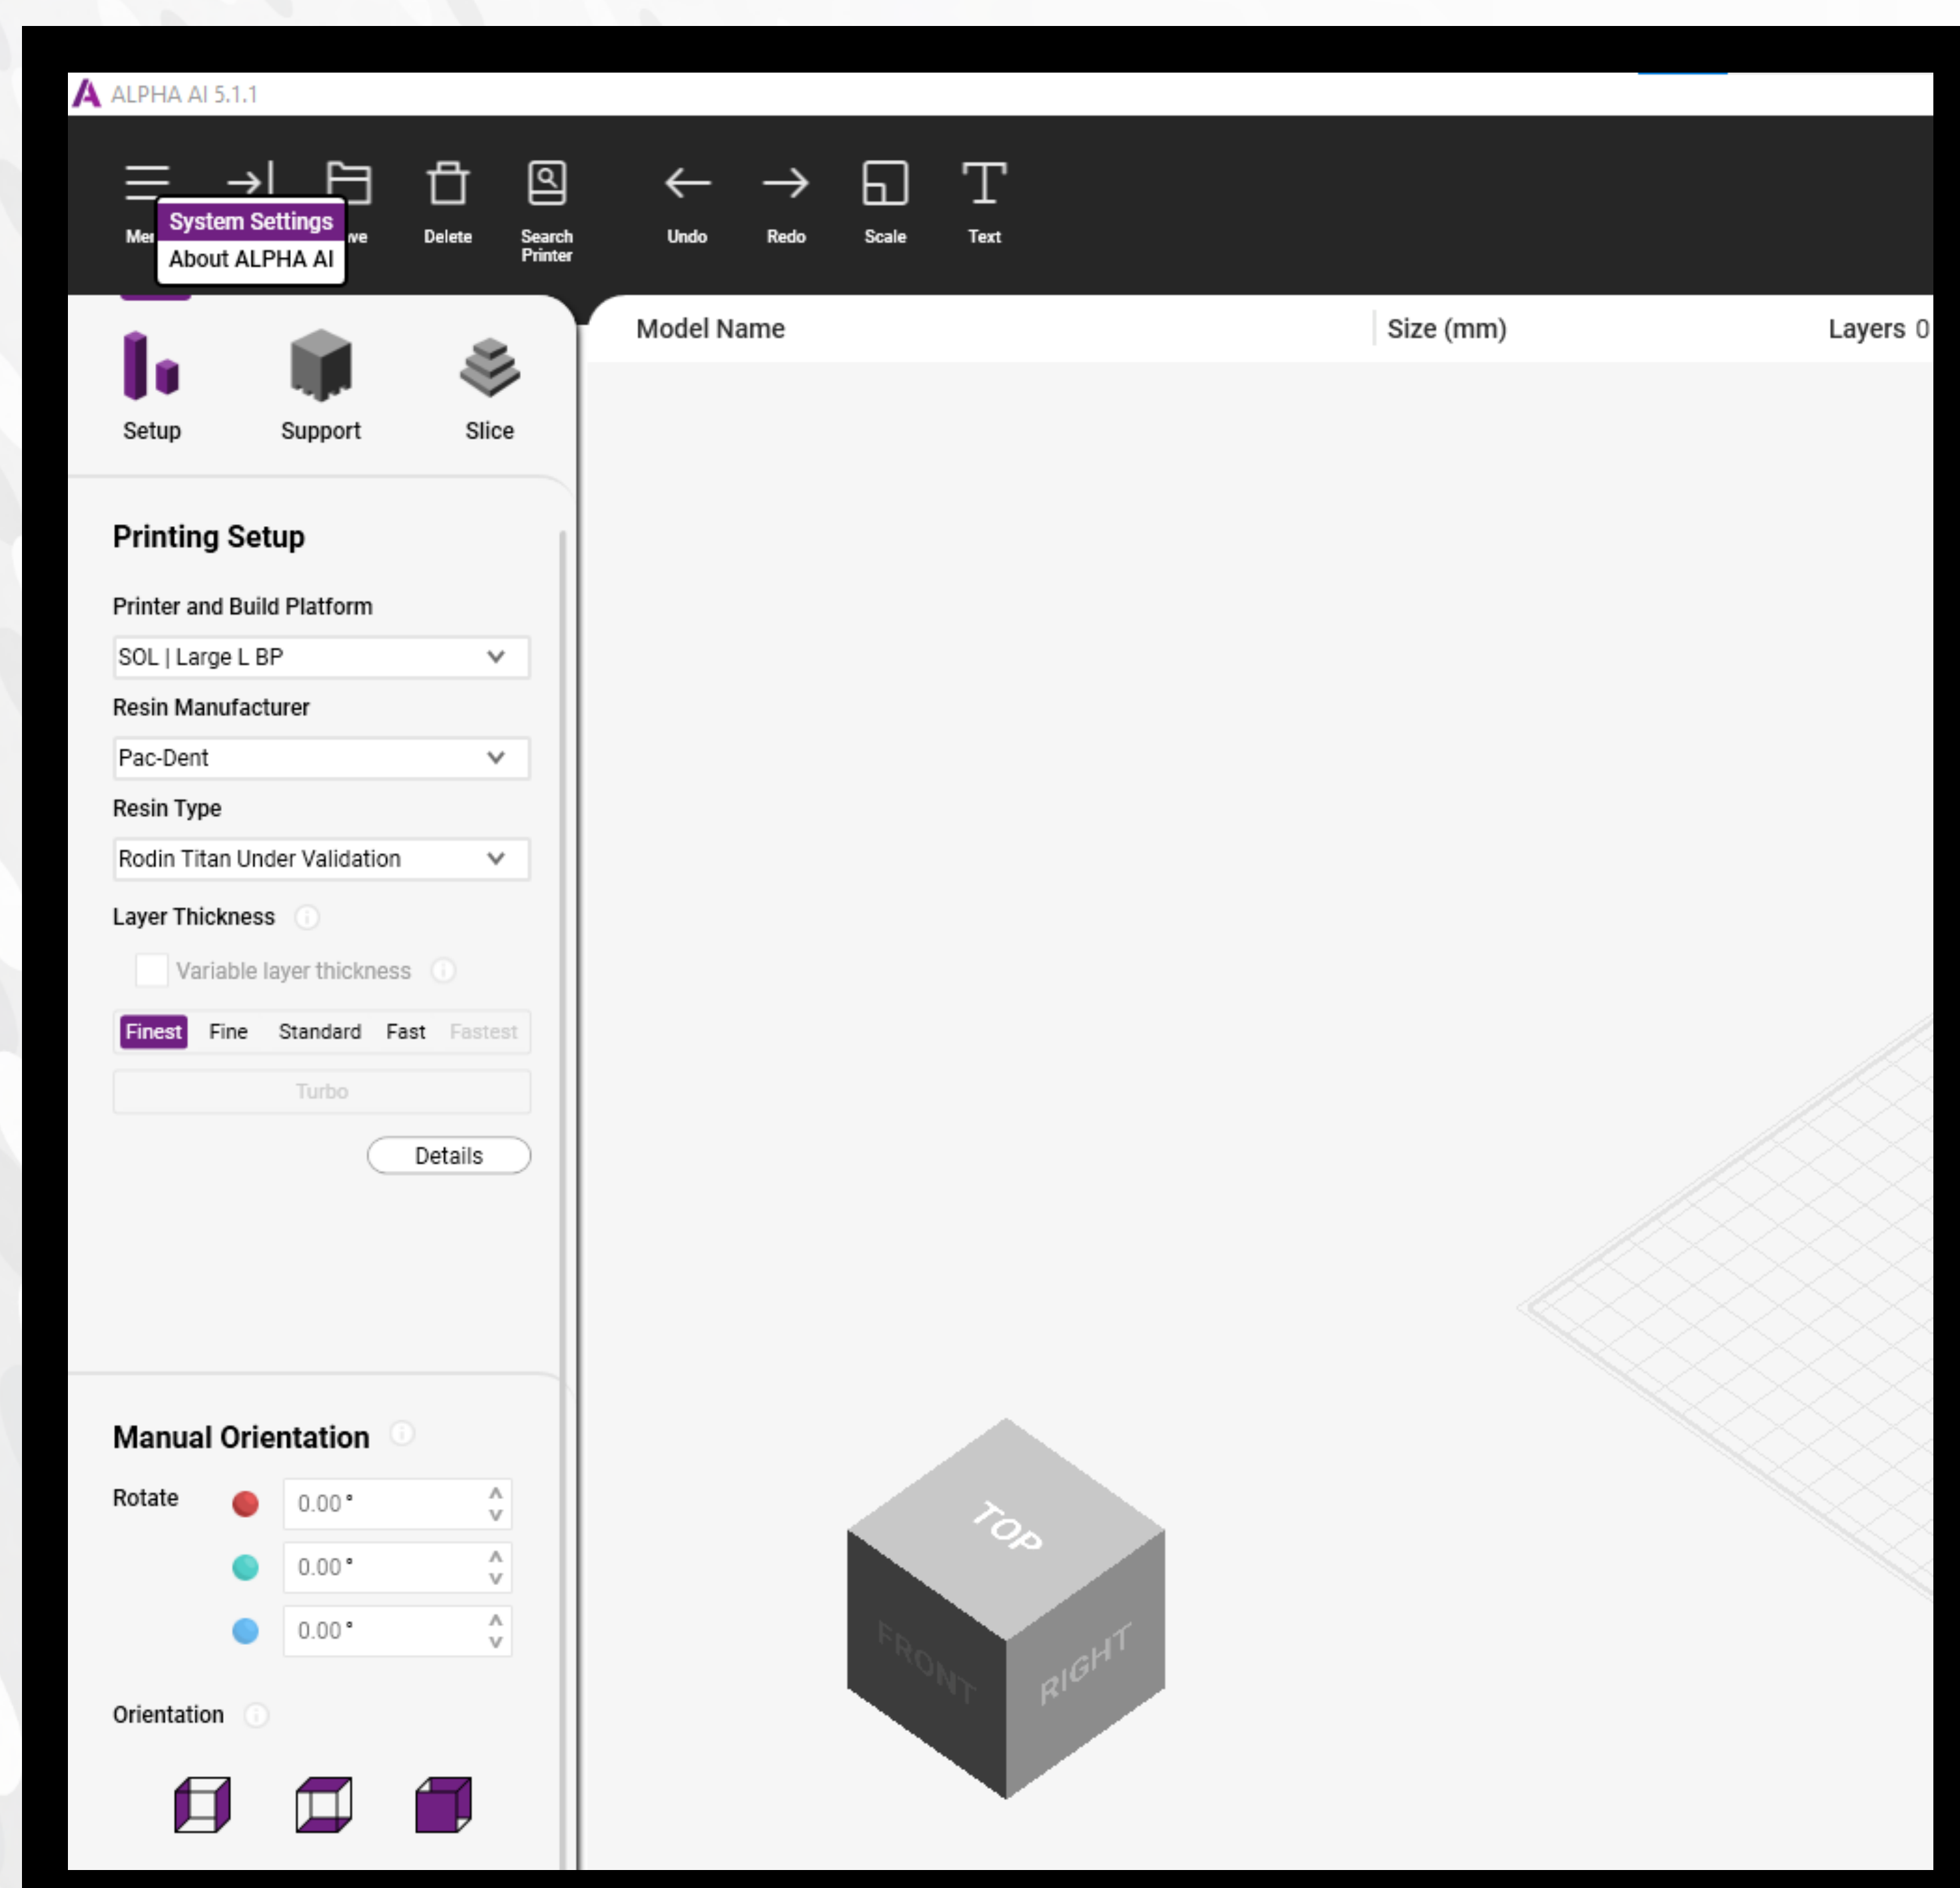 ALPHA AI 5.1.1
System Settings
About ALPHA AI
Delete
Search
Printer
Undo
Redo
Scale
Text
Setup
Support
Slice
Model Name
Size (mm)
Layers 0
Printing Setup
Printer and Build Platform
SOL | Large L BP
Resin Manufacturer
Pac-Dent
Resin Type
Rodin Titan Under Validation
Layer Thickness
Variable layer thickness
Finest Fine Standard Fast Fastest
Turbo
Details
Manual Orientation
Rotate
0.00 °
0.00 °
0.00 °
Orientation
TOP
FRONT
RIGHT